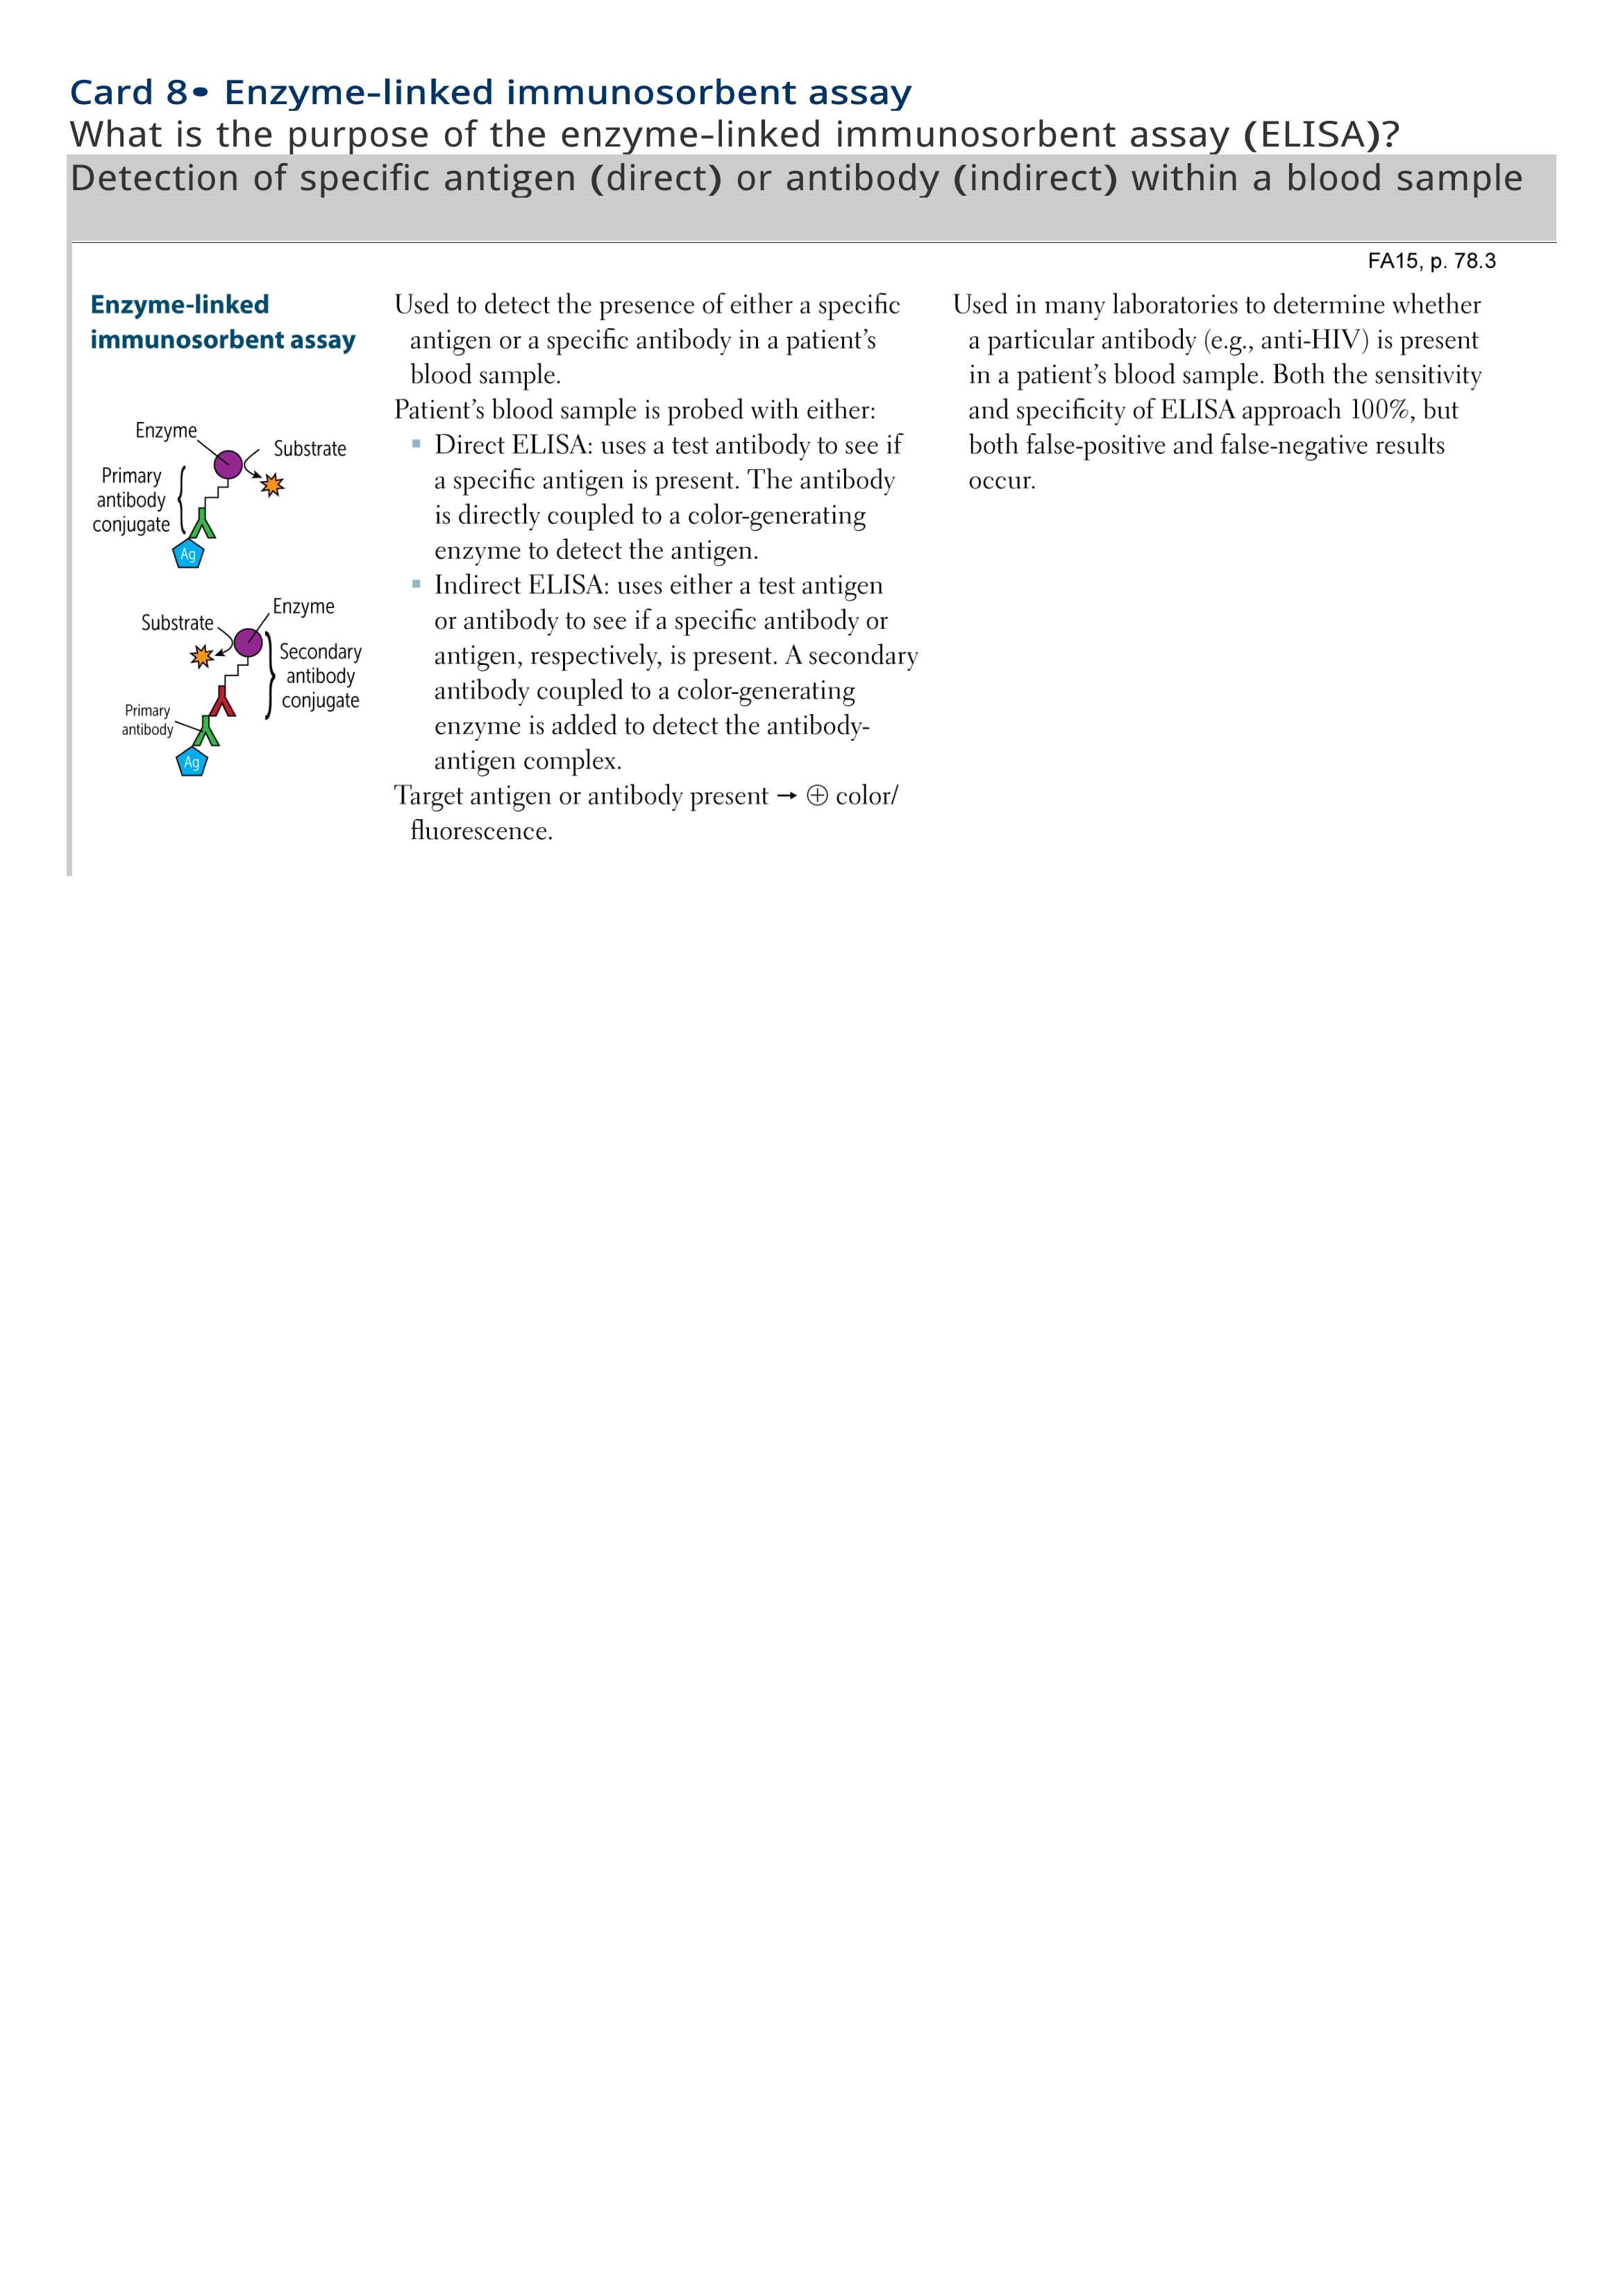 Card 8• Enzyme-linked immunosorbent assay
What is the purpose of the enzyme-linked immunosorbent assay (ELISA)?
Detection of specific antigen (direct) or antibody (indirect) within a blood sample
FA15, p. 78.3
Enzyme-linked
immunosorbent assay
Enzyme
Substrate
Primary
antibody
conjugate
Ag
Substrate
Enzyme
Secondary
antibody
conjugate
Primary
antibody
Ag
Used to detect the presence of either a specific
antigen or a specific antibody in a patient’s
blood sample.
Patient’s blood sample is probed with either:
▪ Direct ELISA: uses a test antibody to see if
a specific antigen is present. The antibody
is directly coupled to a color-generating
enzyme to detect the antigen.
▪ Indirect ELISA: uses either a test antigen
or antibody to see if a specific antibody or
antigen, respectively, is present. A secondary
antibody coupled to a color-generating
enzyme is added to detect the antibody-
antigen complex.
Target antigen or antibody present → ⊕ color/
fluorescence.
Used in many laboratories to determine whether
a particular antibody (e.g., anti-HIV) is present
in a patient’s blood sample. Both the sensitivity
and specificity of ELISA approach 100%, but
both false-positive and false-negative results
occur.